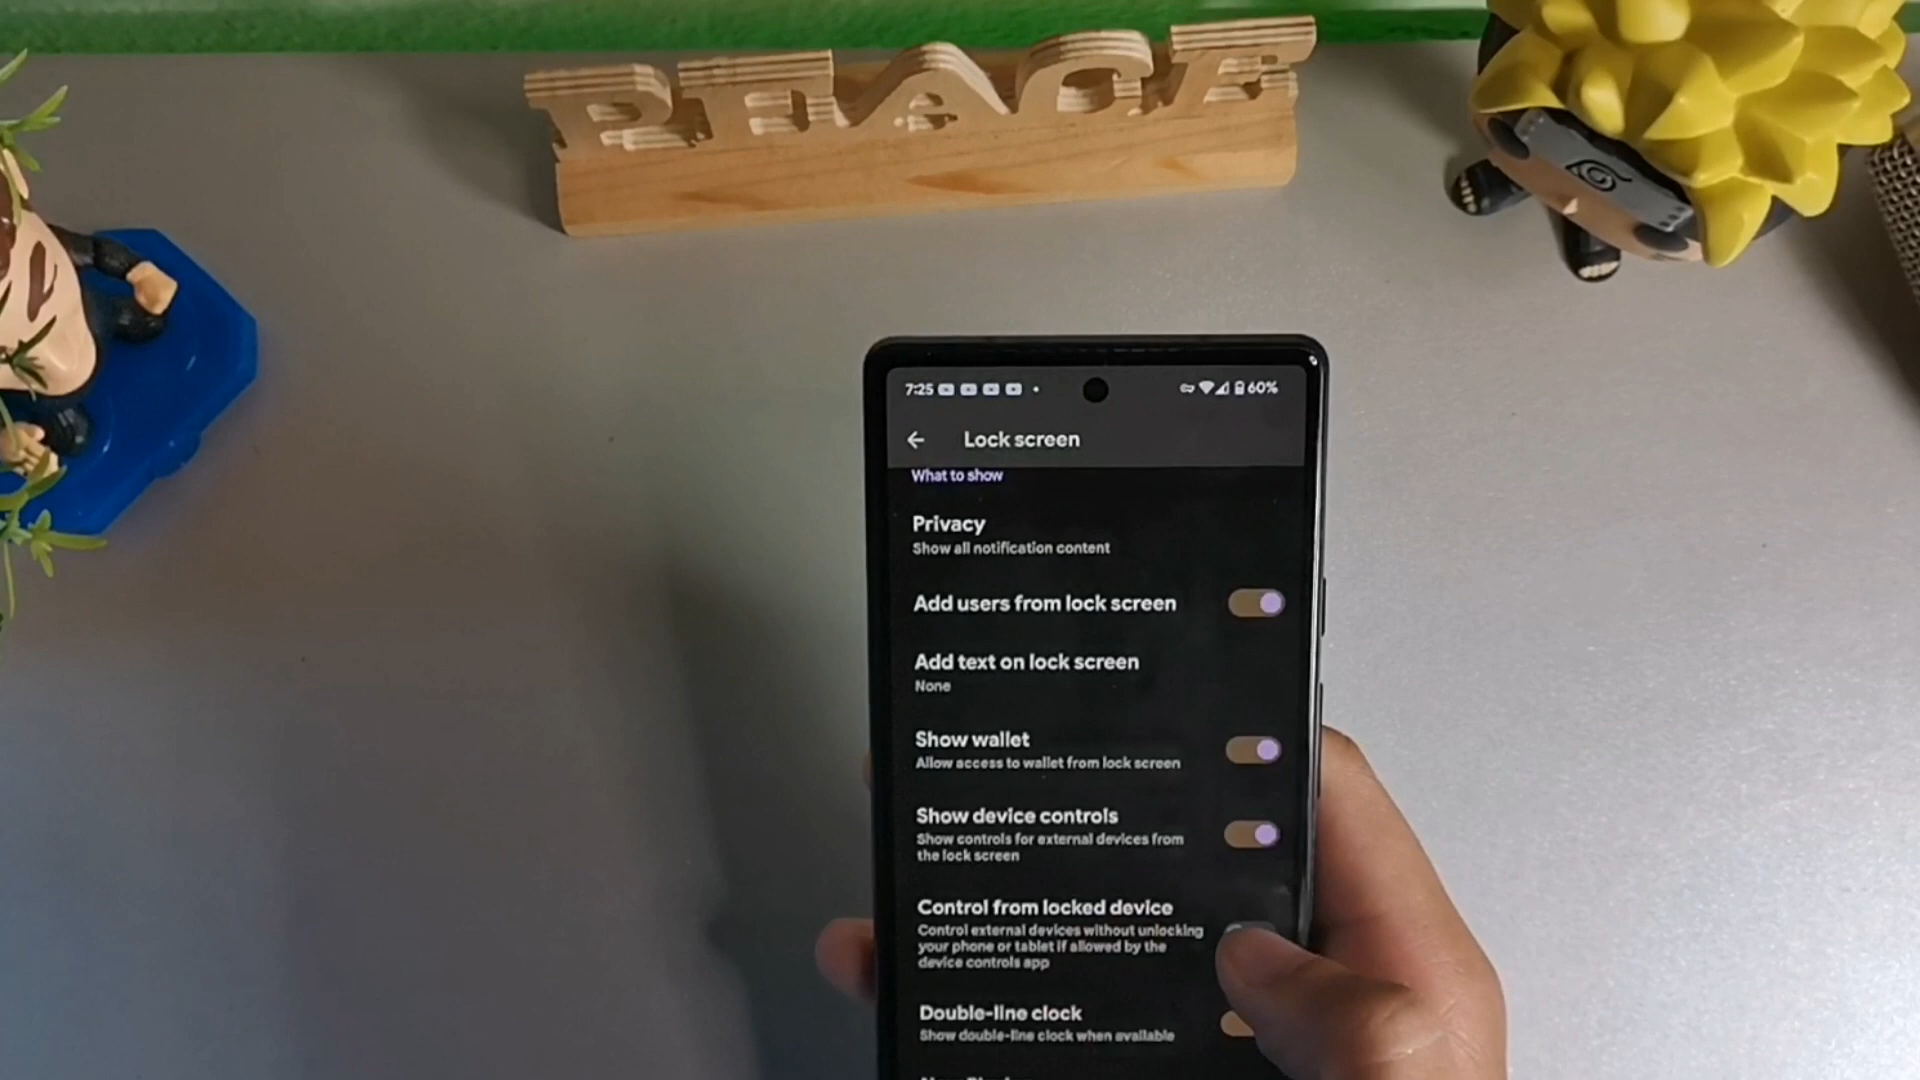 PEACE
7:25
60%
Lock screen
What to show
Privacy
Show all notification content
Add users from lock screen
Add text on lock screen
None
Show wallet
Allow access to wallet from lock screen
Show device controls
Show controls for external devices from
the lock screen
Control from locked device
Control external devices without unlocking
your phone or tablet if allowed by the
device controls app
Double-line clock
Show double-line clock when available